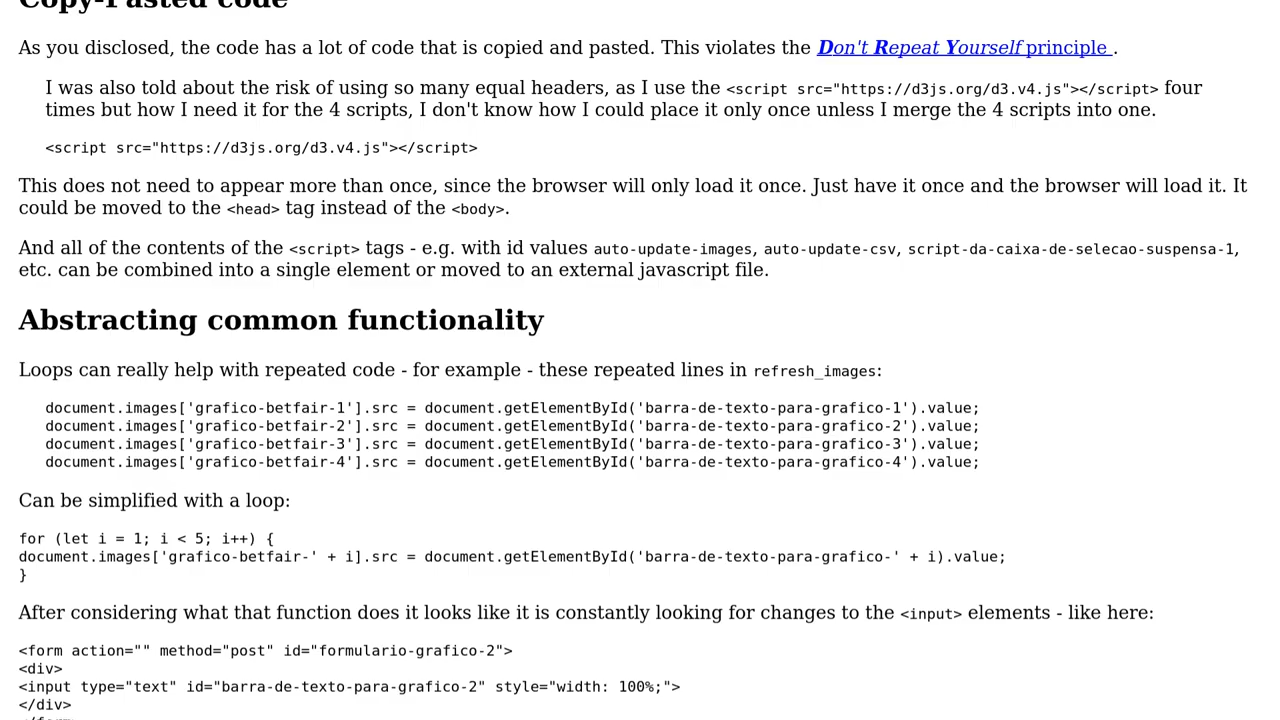 Copy-Pasted code
As you disclosed, the code has a lot of code that is copied and pasted. This violates the Don't Repeat Yourself principle .
I was also told about the risk of using so many equal headers, as I use the <script src="https://d3js.org/d3.v4.js"></script> four
times but how I need it for the 4 scripts, I don't know how I could place it only once unless I merge the 4 scripts into one.
<script src="https://d3js.org/d3.v4.js"></script>
This does not need to appear more than once, since the browser will only load it once. Just have it once and the browser will load it. It
could be moved to the <head> tag instead of the <body>.
And all of the contents of the <script> tags - e.g. with id values auto-update-images, auto-update-csv, script-da-caixa-de-selecao-suspensa-1,
etc. can be combined into a single element or moved to an external javascript file.
Abstracting common functionality
Loops can really help with repeated code - for example - these repeated lines in refresh_images:
document.images['grafico-betfair-1'].src = document.getElementById('barra-de-texto-para-grafico-1').value;
document.images['grafico-betfair-2'].src = document.getElementById('barra-de-texto-para-grafico-2').value;
document.images['grafico-betfair-3'].src = document.getElementById('barra-de-texto-para-grafico-3').value;
document.images['grafico-betfair-4'].src = document.getElementById('barra-de-texto-para-grafico-4').value;
Can be simplified with a loop:
for (let i = 1; i < 5; i++) {
document.images['grafico-betfair-' + i].src = document.getElementById('barra-de-texto-para-grafico-' + i).value;
}
After considering what that function does it looks like it is constantly looking for changes to the <input> elements - like here:
<form action="" method="post" id="formulario-grafico-2">
<div>
<input type="text" id="barra-de-texto-para-grafico-2" style="width: 100%;">
</div>
</form>